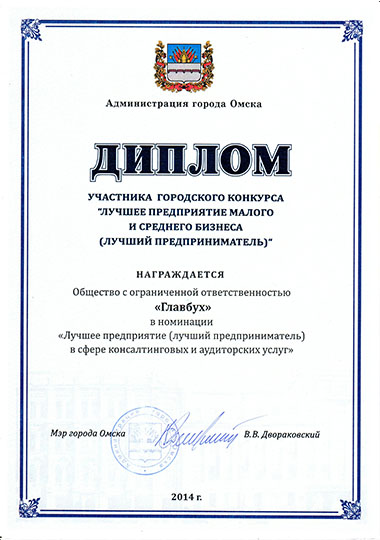 Администрация города Омска
ДИПЛОМ
УЧАСТНИКА ГОРОДСКОГО КОНКУРСА
"ЛУЧШЕЕ ПРЕДПРИЯТИЕ МАЛОГО
И СРЕДНЕГО БИЗНЕСА
(ЛУЧШИЙ ПРЕДПРИНИМАТЕЛЬ)"
НАГРАЖДАЕТСЯ
Общество с ограниченной ответственностью
«Главбух»
в номинации
«Лучшее предприятие (лучший предприниматель)
в сфере консалтинговых и аудиторских услуг»
Мэр города Омска В.В. Двораковский
2014 г.